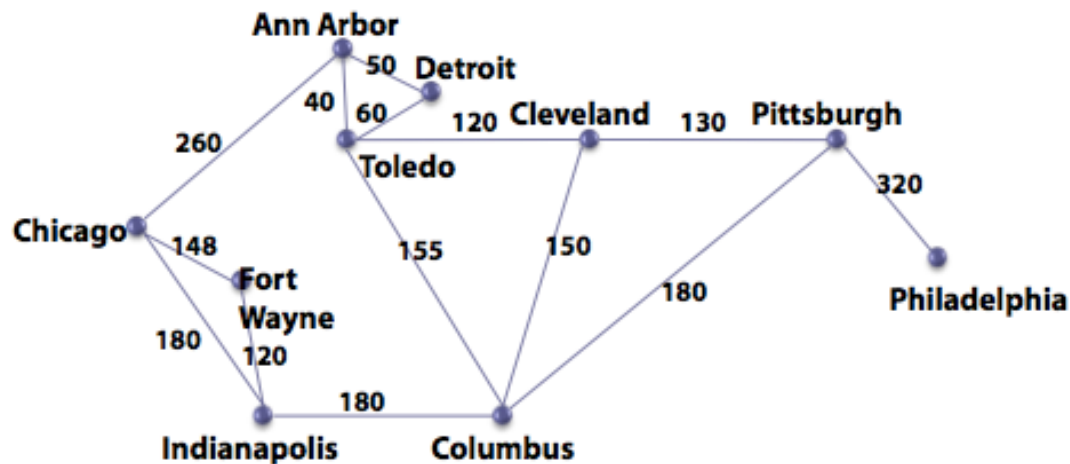 Ann Arbor
50
Detroit
40
60
120
Cleveland
130
Pittsburgh
260
Toledo
320
Chicago
148
155
150
Fort
Wayne
180
Philadelphia
180
120
180
Indianapolis
Columbus